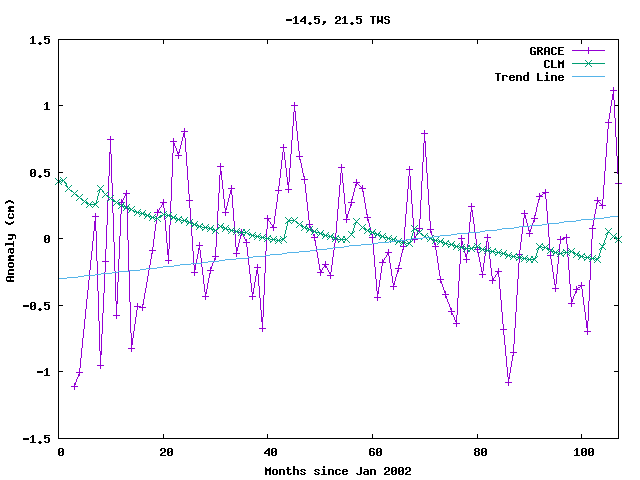 -14.5, 21.5 TWS
GRACE
CLM
Trend Line
1.5
1
0.5
0
-0.5
-1
-1.5
Anomaly (cm)
0 20 40 60 80 100
Months since Jan 2002